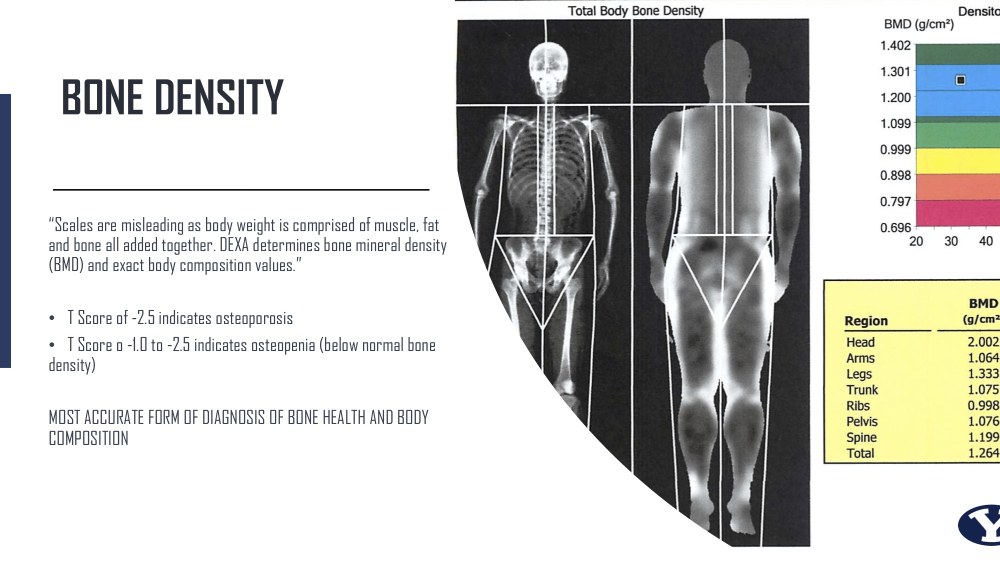 BONE DENSITY
“Scales are misleading as body weight is comprised of muscle, fat
and bone all added together. DEXA determines bone mineral density
(BMD) and exact body composition values.”
• T Score of -2.5 indicates osteoporosis
• T Score o -1.0 to -2.5 indicates osteopenia (below normal bone
density)
MOST ACCURATE FORM OF DIAGNOSIS OF BONE HEALTH AND BODY
COMPOSITION
Total Body Bone Density
Densito
BMD (g/cm²)
1.402
1.301
1.200
1.099
0.999
0.898
0.797
0.696
20 30 40
BMD
Region (g/cm²
Head 2.002
Arms 1.064
Legs 1.333
Trunk 1.075
Ribs 0.998
Pelvis 1.076
Spine 1.199
Total 1.264
Y